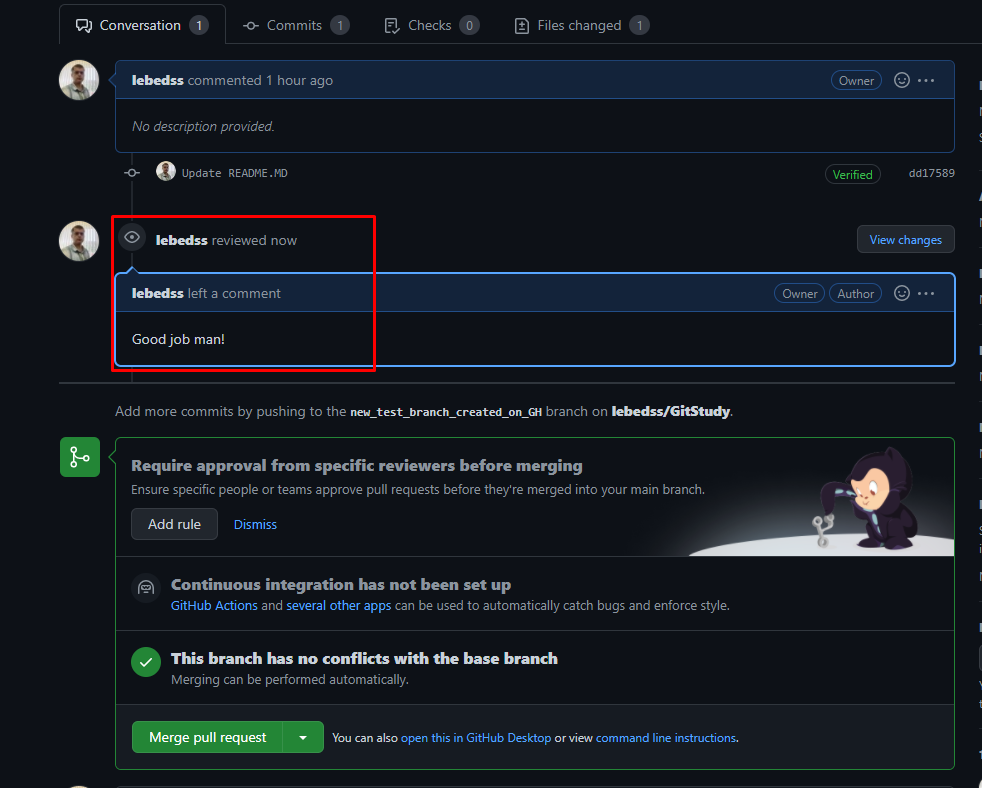 Conversation 1 Commits 1 Checks 0 Files changed 1
lebedss commented 1 hour ago Owner
No description provided.
Update README.MD Verified dd17589
lebedss reviewed now View changes
lebedss left a comment Owner Author
Good job man!
Add more commits by pushing to the new_test_branch_created_on_GH branch on lebedss/GitStudy.
Require approval from specific reviewers before merging
Ensure specific people or teams approve pull requests before they're merged into your main branch.
Add rule Dismiss
Continuous integration has not been set up
GitHub Actions and several other apps can be used to automatically catch bugs and enforce style.
This branch has no conflicts with the base branch
Merging can be performed automatically.
Merge pull request You can also open this in GitHub Desktop or view command line instructions.